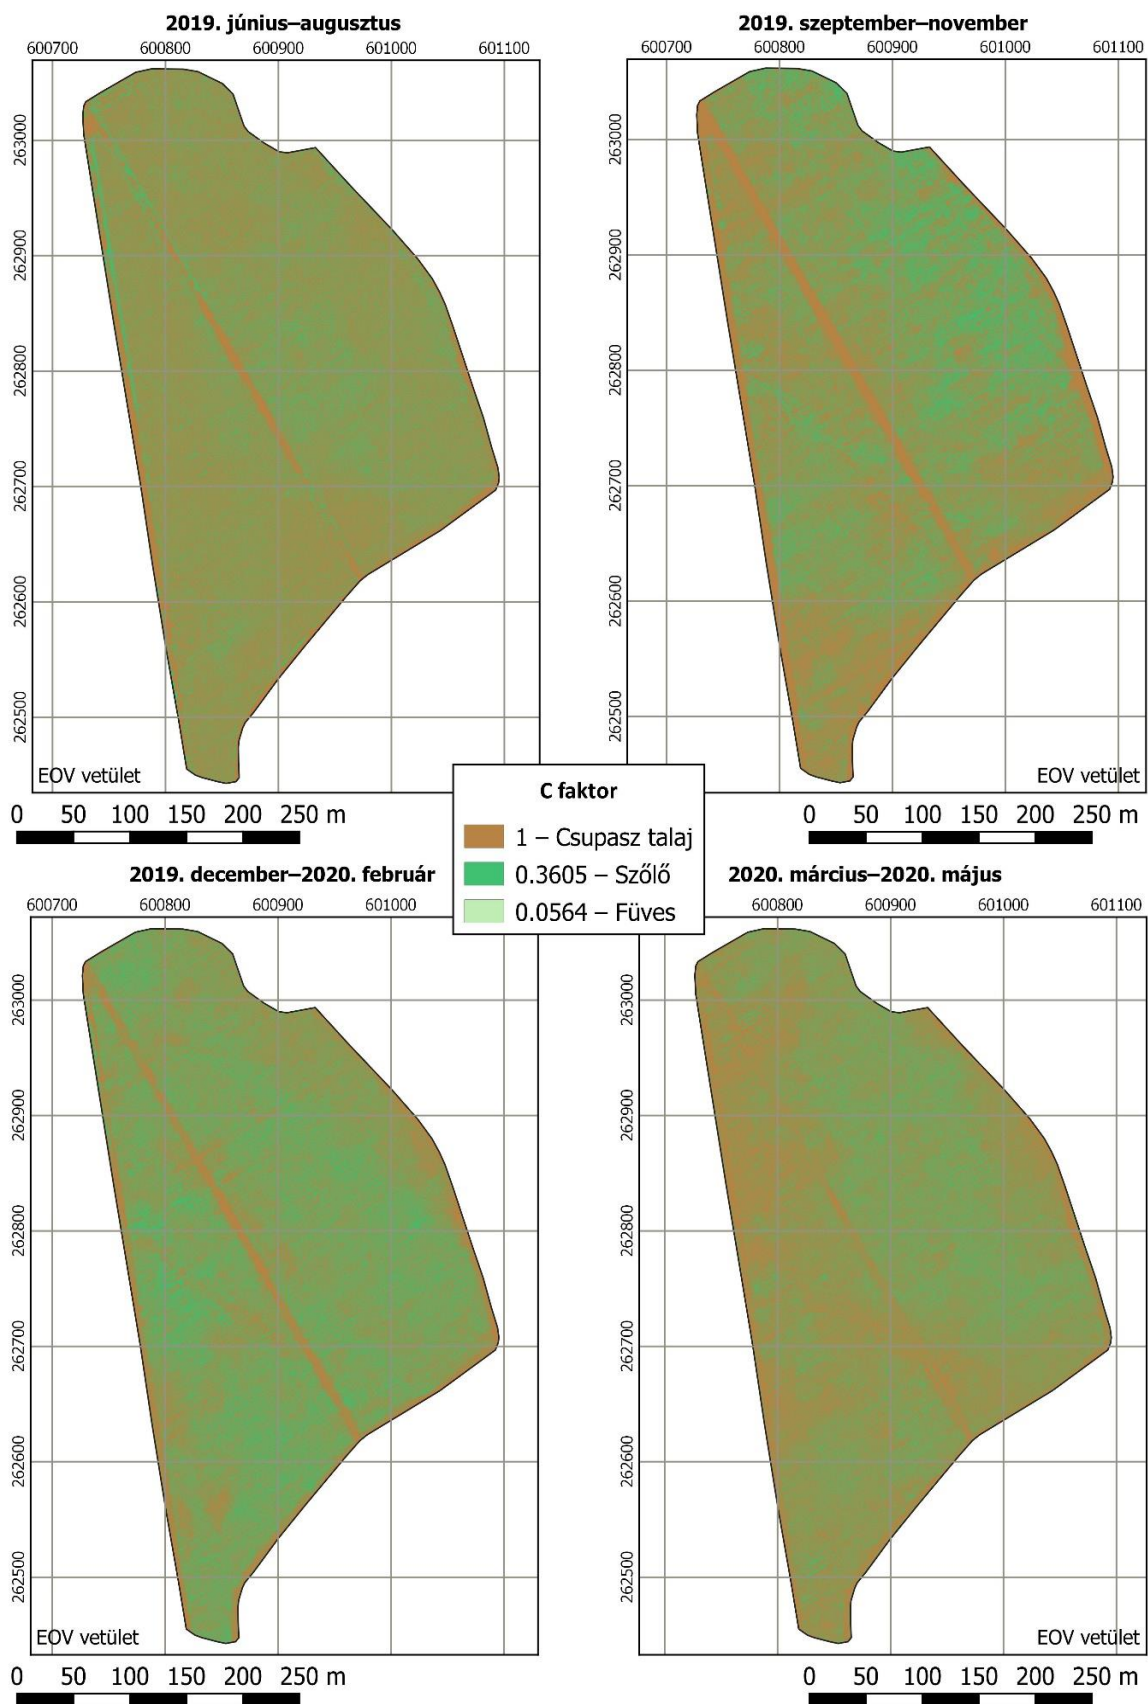 2019. június–augusztus
600700 600800 600900 601000 601100
263000
262900
262800
262700
262600
262500
EOV vetület
0 50 100 150 200 250 m
2019. szeptember–november
600700 600800 600900 601000 601100
263000
262900
262800
262700
262600
262500
EOV vetület
0 50 100 150 200 250 m
C faktor
1 – Csupasz talaj
0.3605 – Szőlő
0.0564 – Füves
2019. december–2020. február
600700 600800 600900 601000
263000
262900
262800
262700
262600
262500
EOV vetület
0 50 100 150 200 250 m
2020. március–2020. május
600800 600900 601000 601100
263000
262900
262800
262700
262600
262500
EOV vetület
0 50 100 150 200 250 m